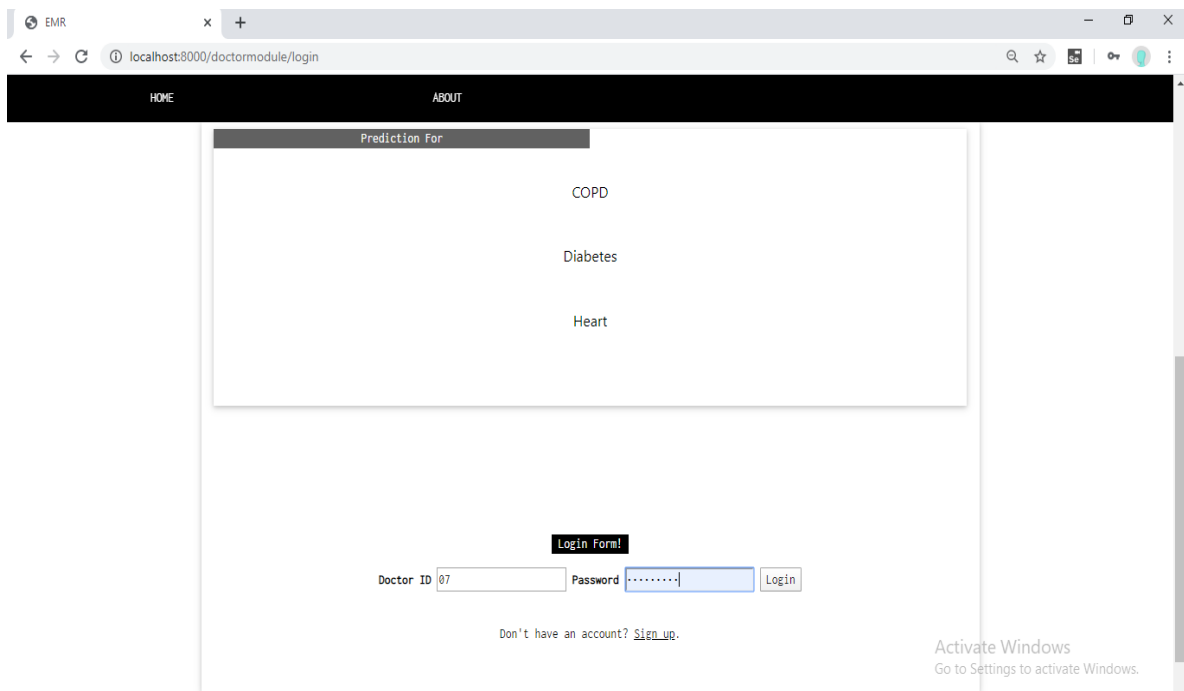 EMR
localhost:8000/doctormodule/login
Se
HOME ABOUT
Prediction For
COPD
Diabetes
Heart
Login Form!
Doctor ID 07 Password ········· Login
Don't have an account? Sign up.
Activate Windows
Go to Settings to activate Windows.